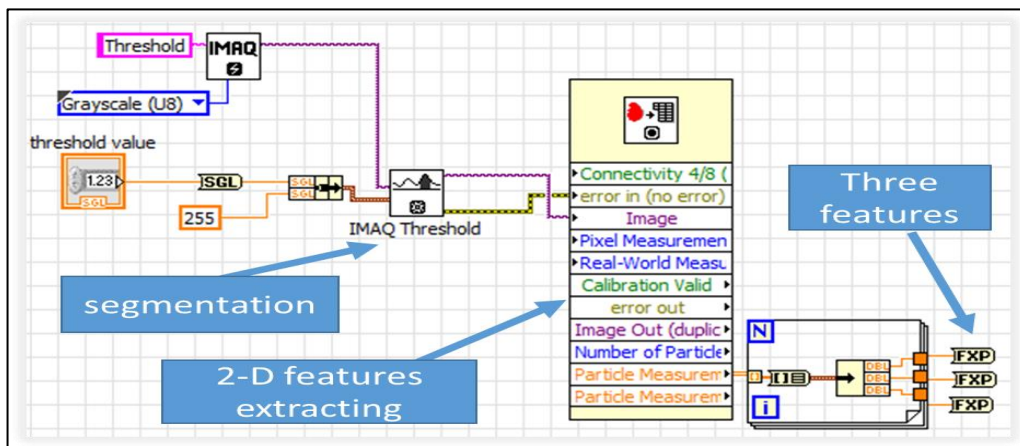 Threshold
IMAQ
Grayscale (U8)
threshold value
1.23
SGL
SGL
SGL
SGL
255
IMAQ Threshold
segmentation
2-D features
extracting
Connectivity 4/8 (
error in (no error)
Image
Pixel Measuremen
Real-World Measu
Calibration Valid
error out
Image Out (duplic
Number of Particle
Particle Measurem
Particle Measurem
Three
features
N
i
DBL
DBL
DBL
FXP
FXP
FXP